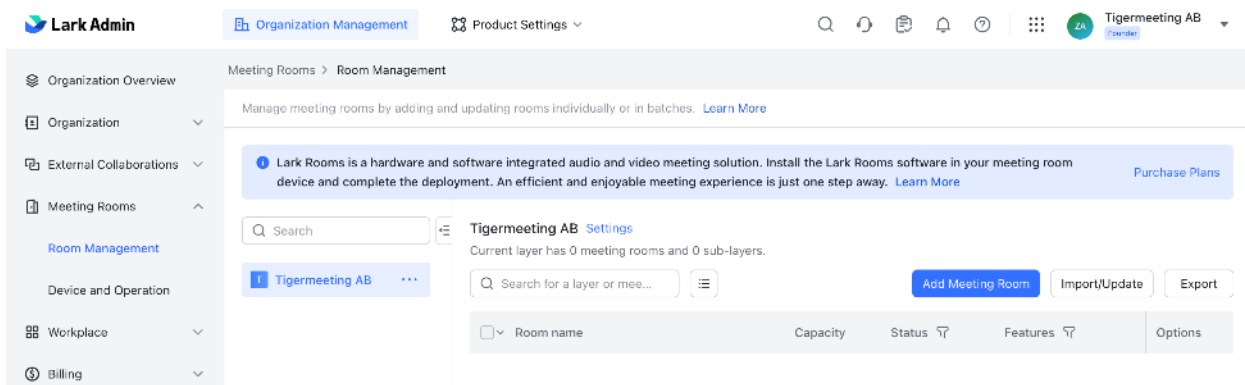 Lark Admin
Organization Management
Product Settings
ZA
Tigermeeting AB
Founder
Organization Overview
Organization
External Collaborations
Meeting Rooms
Room Management
Device and Operation
Workplace
Billing
Meeting Rooms > Room Management
Manage meeting rooms by adding and updating rooms individually or in batches. Learn More
Lark Rooms is a hardware and software integrated audio and video meeting solution. Install the Lark Rooms software in your meeting room
device and complete the deployment. An efficient and enjoyable meeting experience is just one step away. Learn More
Purchase Plans
Search
T Tigermeeting AB ...
Tigermeeting AB Settings
Current layer has 0 meeting rooms and 0 sub-layers.
Search for a layer or mee...
Add Meeting Room
Import/Update
Export
Room name
Capacity
Status
Features
Options